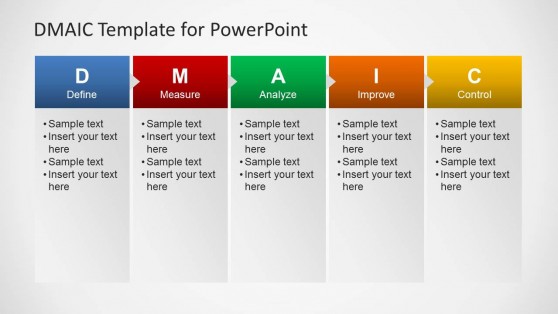 DMAIC Template for PowerPoint
D
Define
• Sample text
• Insert your text
here
• Sample text
• Insert your text
here
M
Measure
• Sample text
• Insert your text
here
• Sample text
• Insert your text
here
A
Analyze
• Sample text
• Insert your text
here
• Sample text
• Insert your text
here
I
Improve
• Sample text
• Insert your text
here
• Sample text
• Insert your text
here
C
Control
• Sample text
• Insert your text
here
• Sample text
• Insert your text
here